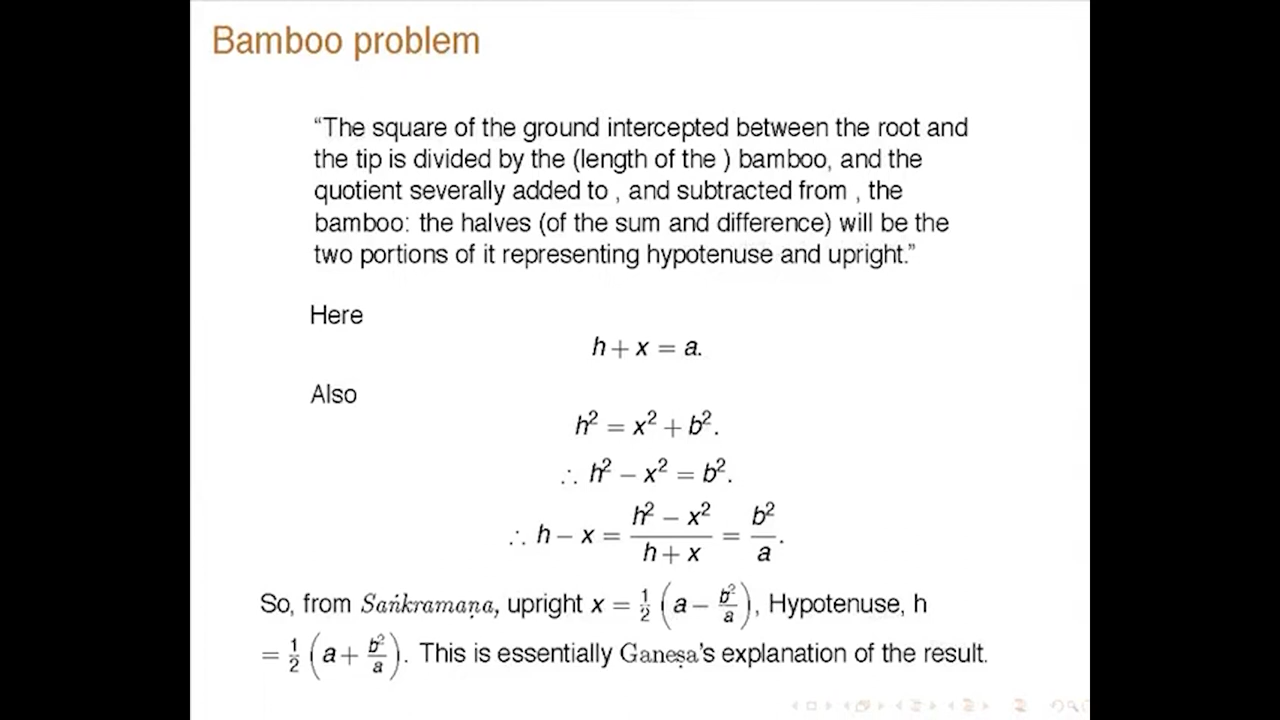 Bamboo problem
“The square of the ground intercepted between the root and
the tip is divided by the (length of the ) bamboo, and the
quotient severally added to , and subtracted from , the
bamboo: the halves (of the sum and difference) will be the
two portions of it representing hypotenuse and upright.”
Here
h + x = a.
Also
h² = x² + b².
∴ h² − x² = b².
∴ h − x = (h² − x²)/(h + x) = b²/a.
So, from Saṅkramaṇa, upright x = ½ (a − b²/a), Hypotenuse, h
= ½ (a + b²/a). This is essentially Ganeṣa’s explanation of the result.